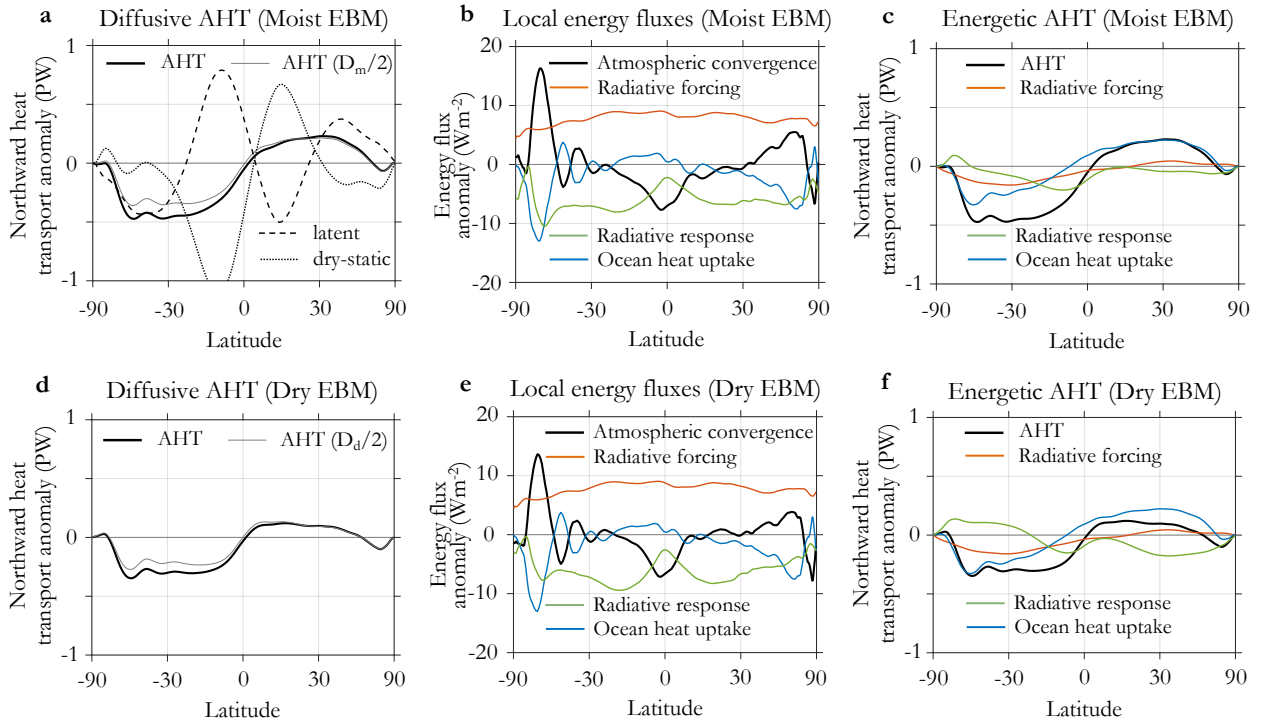 a Diffusive AHT (Moist EBM)
1
AHT AHT (Dm/2)
Northward heat
transport anomaly (PW)
0
latent
dry-static
-1
-90 -30 0 30 90
Latitude
b Local energy fluxes (Moist EBM)
20
Atmospheric convergence
Radiative forcing
10
Energy flux
anomaly (Wm-2)
0
-10
Radiative response
Ocean heat uptake
-20
-90 -30 0 30 90
Latitude
c Energetic AHT (Moist EBM)
1
AHT
Radiative forcing
Northward heat
transport anomaly (PW)
0
Radiative response
Ocean heat uptake
-1
-90 -30 0 30 90
Latitude
d Diffusive AHT (Dry EBM)
1
AHT AHT (Dd/2)
Northward heat
transport anomaly (PW)
0
-1
-90 -30 0 30 90
Latitude
e Local energy fluxes (Dry EBM)
20
Atmospheric convergence
Radiative forcing
10
Energy flux
anomaly (Wm-2)
0
-10
Radiative response
Ocean heat uptake
-20
-90 -30 0 30 90
Latitude
f Energetic AHT (Dry EBM)
1
AHT
Radiative forcing
Northward heat
transport anomaly (PW)
0
Radiative response
Ocean heat uptake
-1
-90 -30 0 30 90
Latitude